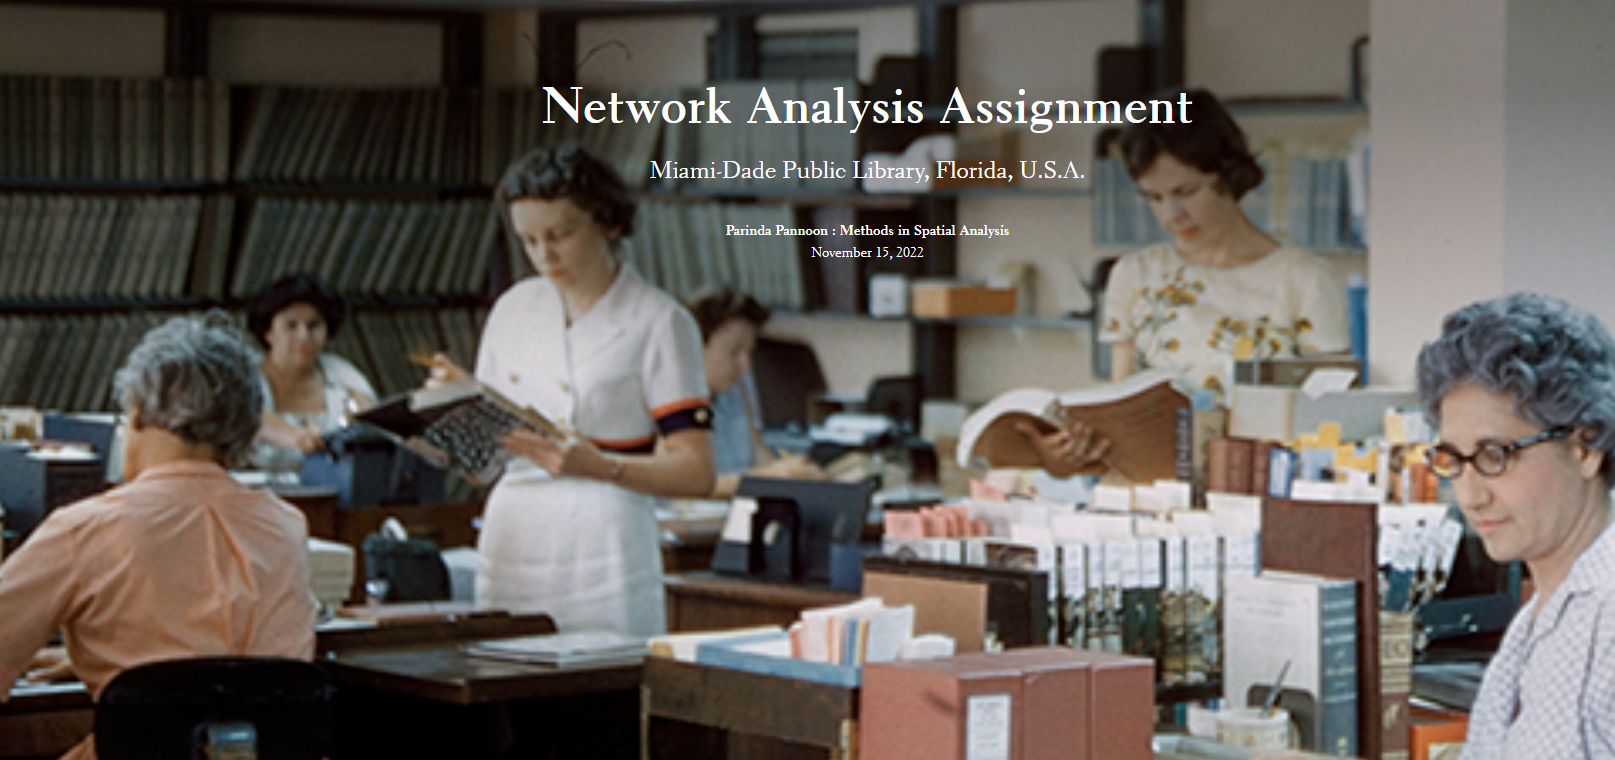 Network Analysis Assignment
Miami-Dade Public Library, Florida, U.S.A.
Parinda Pannoon : Methods in Spatial Analysis
November 15, 2022